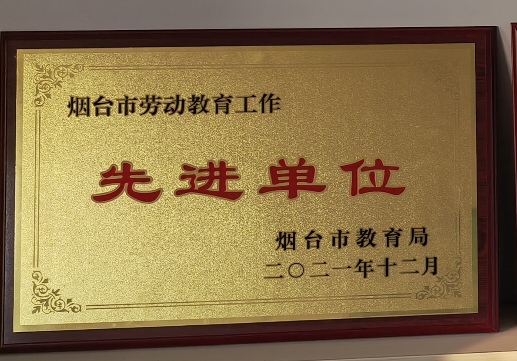 烟台市劳动教育工作
先进单位
烟台市教育局
二〇二一年十二月